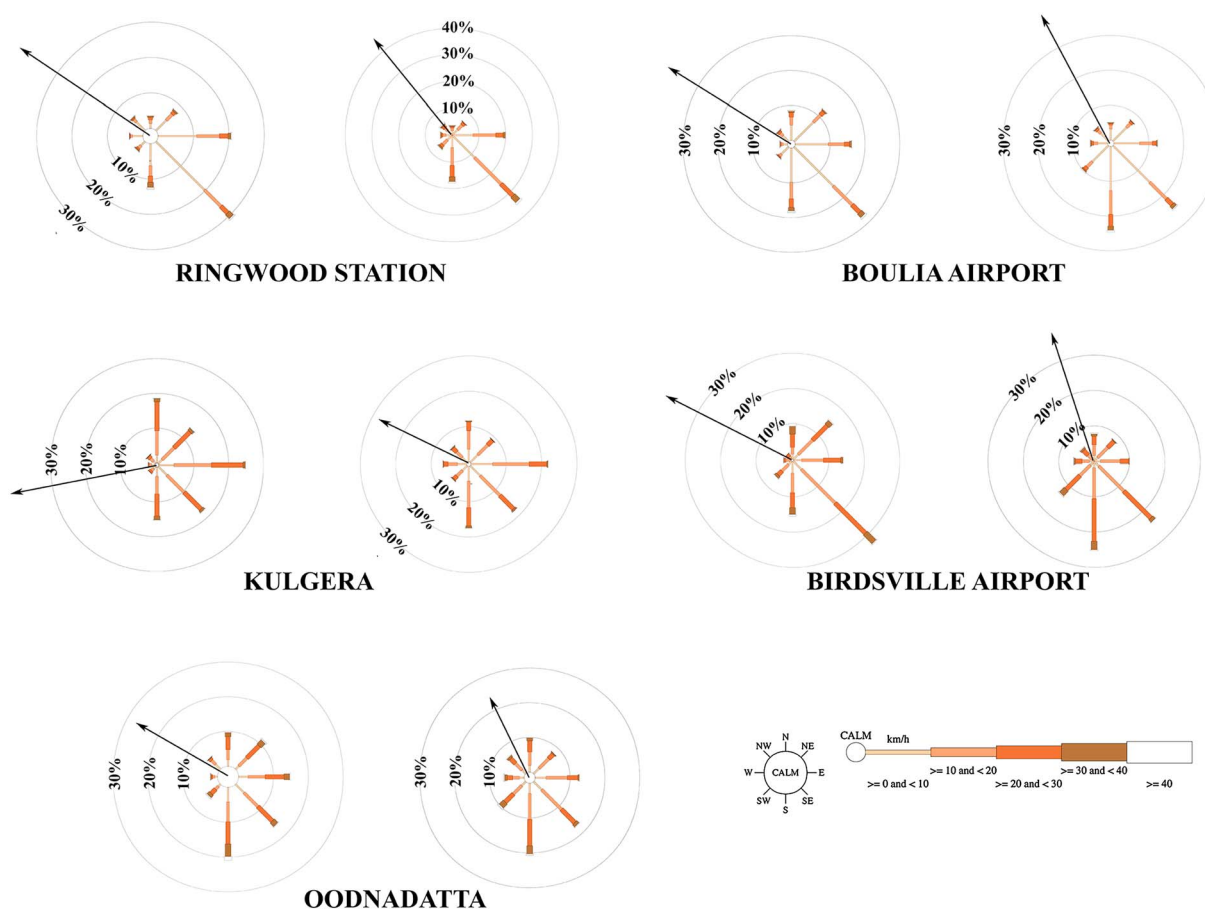 40%
30%
20%
10%
10%
20%
30%
RINGWOOD STATION
30%
20%
10%
30%
20%
10%
BOULIA AIRPORT
30%
20%
10%
10%
20%
30%
KULGERA
30%
20%
10%
30%
20%
10%
BIRDSVILLE AIRPORT
30%
20%
10%
30%
20%
10%
OODNADATTA
N
NW NE
W CALM E
SW SE
S
CALM km/h
>= 10 and <20 >= 30 and < 40
>= 0 and < 10 >= 20 and < 30 >= 40